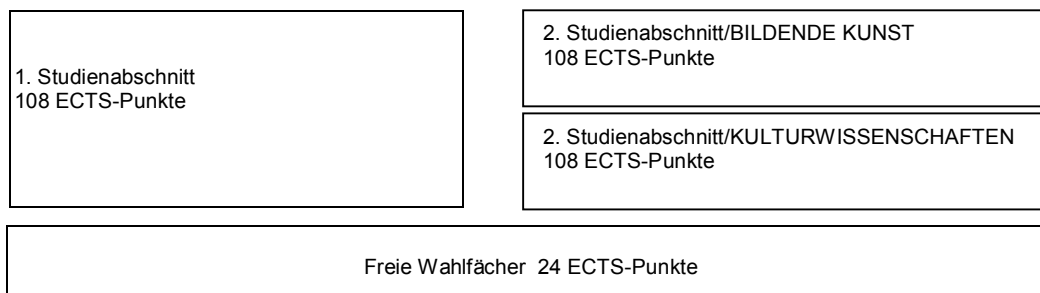 1. Studienabschnitt
108 ECTS-Punkte
2. Studienabschnitt/BILDENDE KUNST
108 ECTS-Punkte
2. Studienabschnitt/KULTURWISSENSCHAFTEN
108 ECTS-Punkte
Freie Wahlfächer 24 ECTS-Punkte